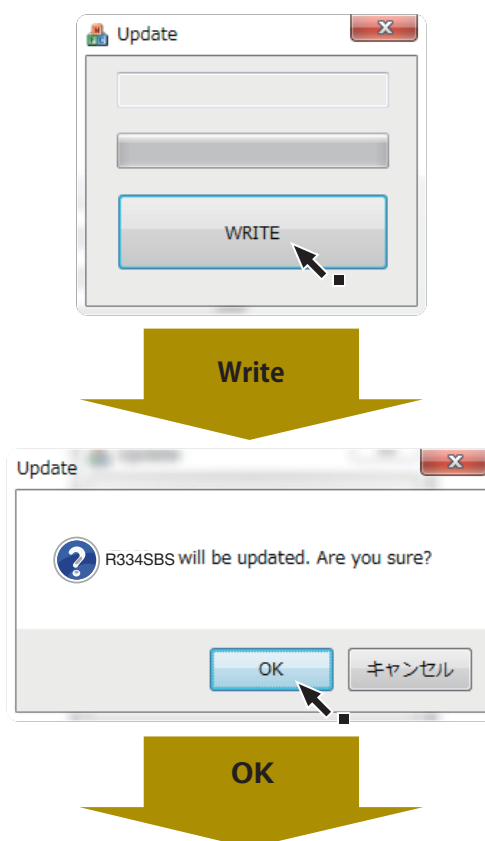 Update
WRITE
Write
Update
R334SBS will be updated. Are you sure?
OK
キャンセル
OK